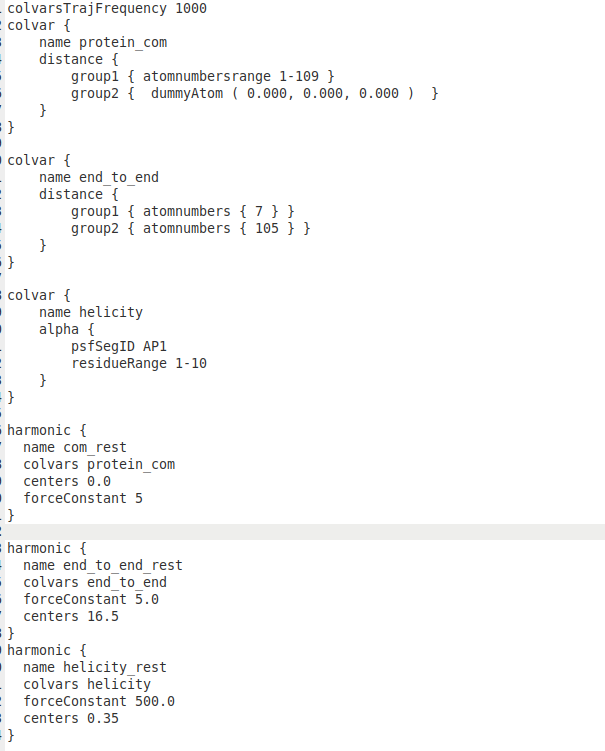 colvarsTrajFrequency 1000
colvar {
    name protein_com
    distance {
        group1 { atomnumbersrange 1-109 }
        group2 {  dummyAtom ( 0.000, 0.000, 0.000 )  }
    }
}

colvar {
    name end_to_end
    distance {
        group1 { atomnumbers { 7 } }
        group2 { atomnumbers { 105 } }
    }
}

colvar {
    name helicity
    alpha {
        psfSegID AP1
        residueRange 1-10
    }
}

harmonic {
  name com_rest
  colvars protein_com
  centers 0.0
  forceConstant 5
}

harmonic {
  name end_to_end_rest
  colvars end_to_end
  forceConstant 5.0
  centers 16.5
}
harmonic {
  name helicity_rest
  colvars helicity
  forceConstant 500.0
  centers 0.35
}